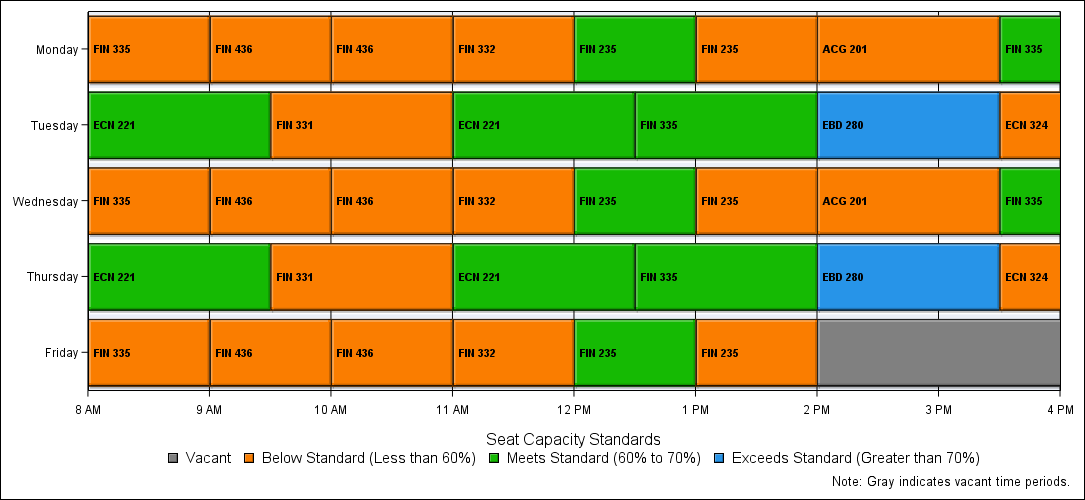 Monday FIN 335 FIN 436 FIN 436 FIN 332 FIN 235 FIN 235 ACG 201 FIN 335
Tuesday ECN 221 FIN 331 ECN 221 FIN 335 EBD 280 ECN 324
Wednesday FIN 335 FIN 436 FIN 436 FIN 332 FIN 235 FIN 235 ACG 201 FIN 335
Thursday ECN 221 FIN 331 ECN 221 FIN 335 EBD 280 ECN 324
Friday FIN 335 FIN 436 FIN 436 FIN 332 FIN 235 FIN 235
8 AM 9 AM 10 AM 11 AM 12 PM 1 PM 2 PM 3 PM 4 PM
Seat Capacity Standards
Vacant Below Standard (Less than 60%) Meets Standard (60% to 70%) Exceeds Standard (Greater than 70%)
Note: Gray indicates vacant time periods.